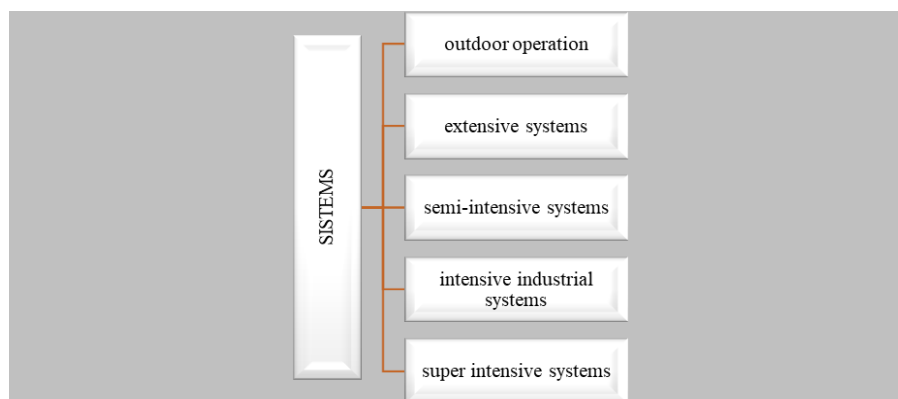 SISTEMS
outdoor operation
extensive systems
semi-intensive systems
intensive industrial
systems
super intensive systems